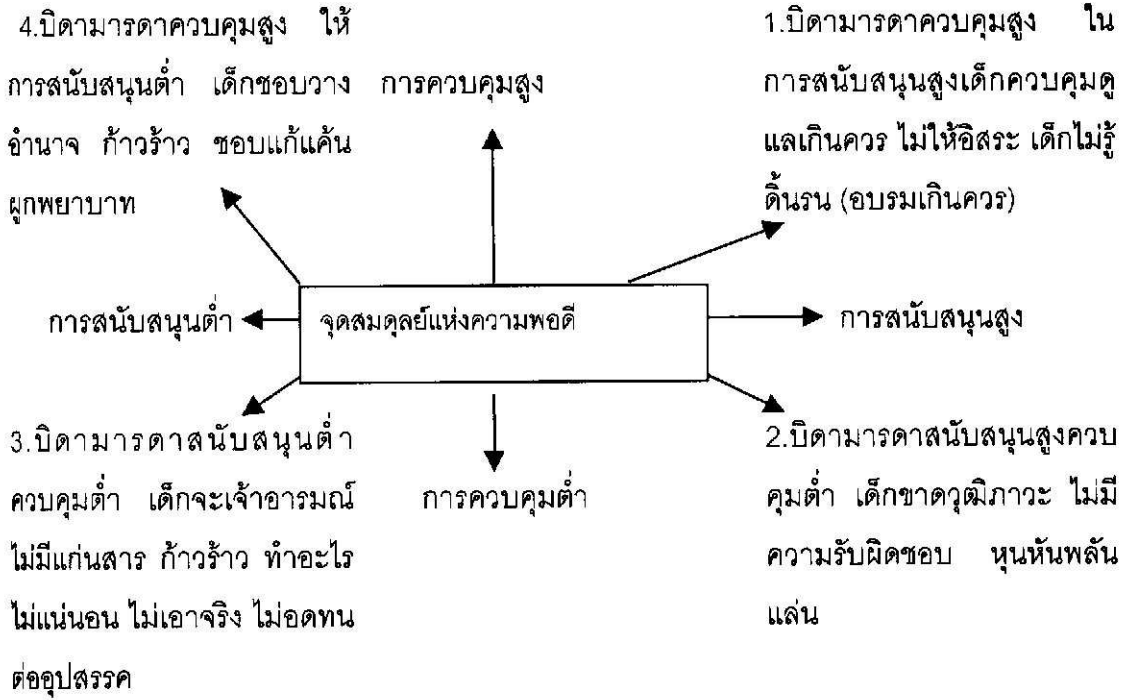 4.บิดามารดาควบคุมสูง ให้
การสนับสนุนต่ำ เด็กชอบวาง
อำนาจ ก้าวร้าว ชอบแก้แค้น
ผูกพยาบาท
การควบคุมสูง
1.บิดามารดาควบคุมสูง ใน
การสนับสนุนสูงเด็กควบคุมดู
แลเกินควร ไม่ให้อิสระ เด็กไม่รู้
ดิ้นรน (อบรมเกินควร)
การสนับสนุนต่ำ
จุดสมดุลย์แห่งความพอดี
การสนับสนุนสูง
3.บิดามารดาสนับสนุนต่ำ
ควบคุมต่ำ เด็กจะเจ้าอารมณ์
ไม่มีแก่นสาร ก้าวร้าว ทำอะไร
ไม่แน่นอน ไม่เอาจริง ไม่อดทน
ต่ออุปสรรค
การควบคุมต่ำ
2.บิดามารดาสนับสนุนสูงควบ
คุมต่ำ เด็กขาดวุฒิภาวะ ไม่มี
ความรับผิดชอบ หุนหันพลัน
แล่น